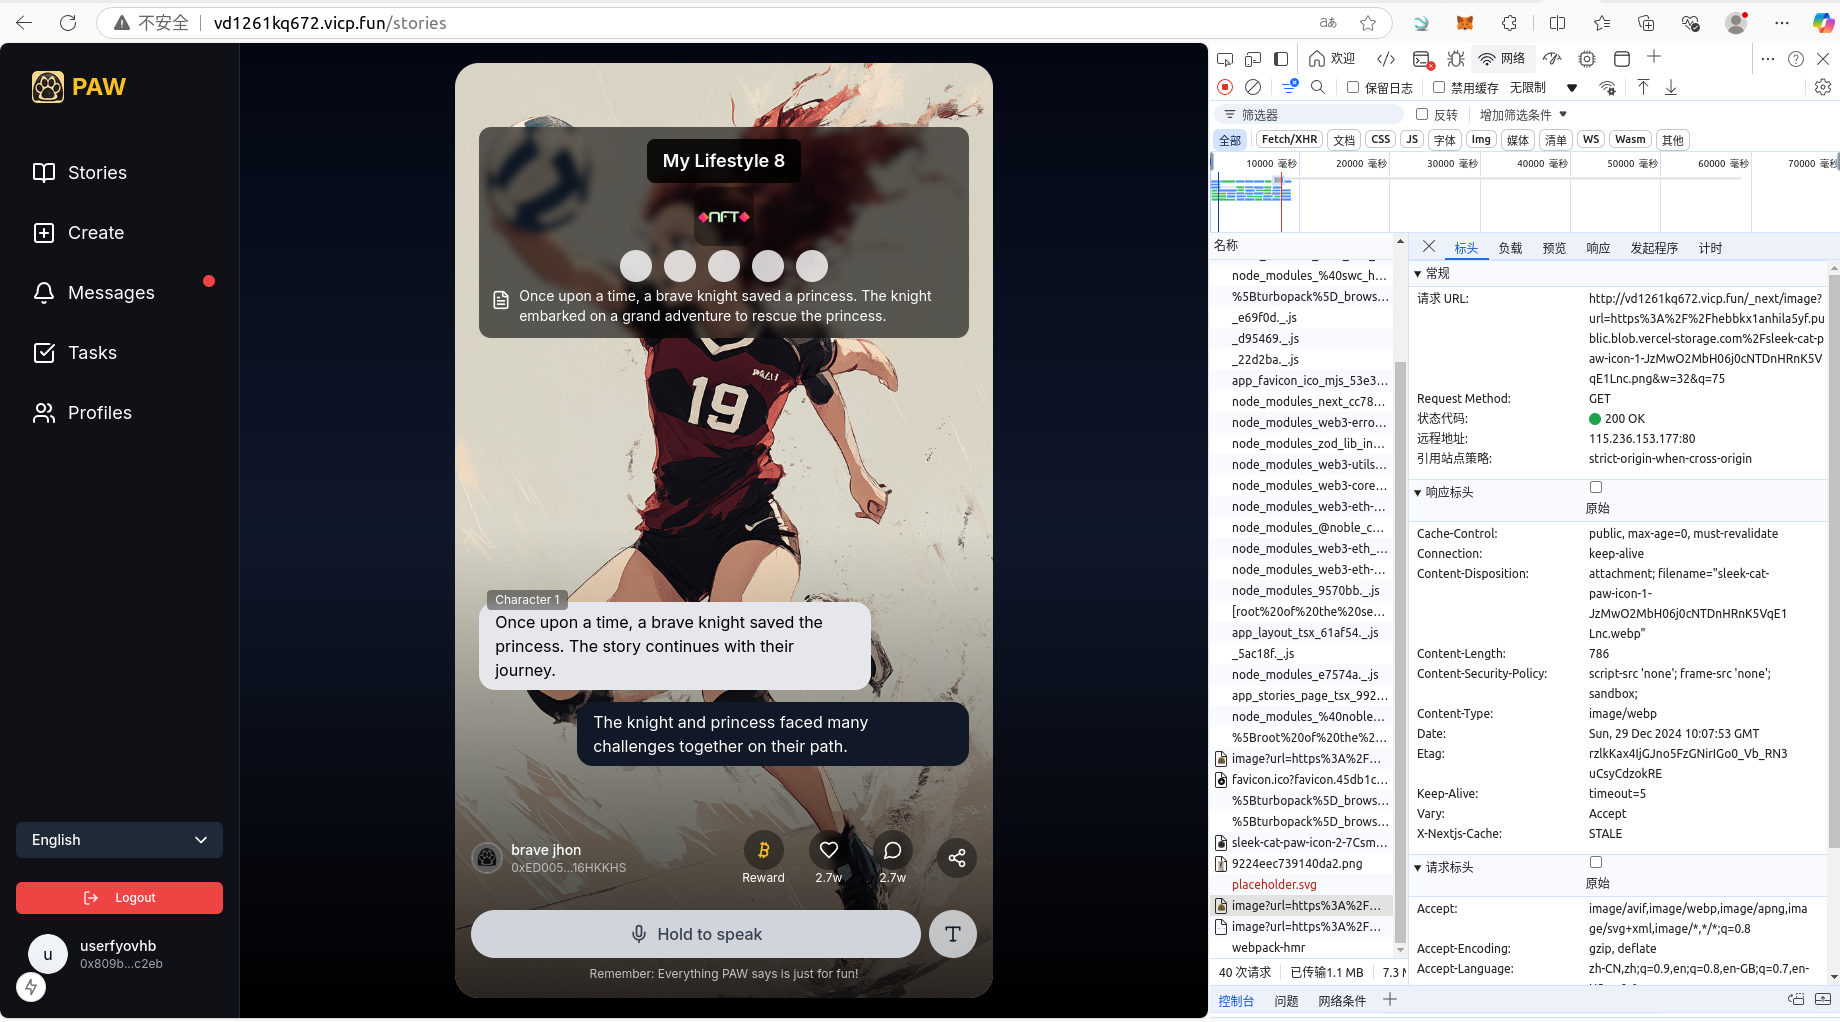 不安全
vd1261kq672.vicp.fun/stories
PAW
Stories
Create
Messages
Tasks
Profiles
English
Logout
u
userfyovhb
0x809b...c2eb
My Lifestyle 8
NFT
Once upon a time, a brave knight saved a princess. The knight
embarked on a grand adventure to rescue the princess.
19
Character 1
Once upon a time, a brave knight saved the
princess. The story continues with their
journey.
The knight and princess faced many
challenges together on their path.
brave jhon
0xED005...16HKKHS
Reward
2.7w
2.7w
Hold to speak
T
Remember: Everything PAW says is just for fun!
欢迎
网络
保留日志
禁用缓存
无限制
筛选器
反转
增加筛选条件
全部
Fetch/XHR
文档
CSS
JS
字体
Img
媒体
清单
WS
Wasm
其他
10000 毫秒
20000 毫秒
30000 毫秒
40000 毫秒
50000 毫秒
60000 毫秒
70000 毫秒
名称
node_modules_%40swc_h...
%5Bturbopack%5D_brows...
_e69f0d._.js
_d95469._.js
_22d2ba._.js
app_favicon_ico_mjs_53e3...
node_modules_next_cc78...
node_modules_web3-erro...
node_modules_zod_lib_in...
node_modules_web3-utils...
node_modules_web3-core...
node_modules_web3-eth-...
node_modules_@noble_c...
node_modules_web3-eth_...
node_modules_web3-eth-...
node_modules_9570bb._.js
[root%20of%20the%20se...
app_layout_tsx_61af54._.js
_5ac18f._.js
node_modules_e7574a._.js
app_stories_page_tsx_992...
node_modules_%40noble...
%5Broot%20of%20the%2...
image?url=https%3A%2F...
favicon.ico?favicon.45db1c...
%5Bturbopack%5D_brows...
%5Bturbopack%5D_brows...
sleek-cat-paw-icon-2-7Csm...
9224eec739140da2.png
placeholder.svg
image?url=https%3A%2F...
image?url=https%3A%2F...
webpack-hmr
40 次请求
已传输1.1 MB
标头
负载
预览
响应
发起程序
计时
常规
请求 URL:
http://vd1261kq672.vicp.fun/_next/image?
url=https%3A%2F%2Fhebbkx1anhila5yf.pu
blic.blob.vercel-storage.com%2Fsleek-cat-p
aw-icon-1-JzMwO2MbH06j0cNTDnHRnK5V
qE1Lnc.png&w=32&q=75
Request Method:
GET
状态代码:
200 OK
远程地址:
115.236.153.177:80
引用站点策略:
strict-origin-when-cross-origin
响应标头
原始
Cache-Control:
public, max-age=0, must-revalidate
Connection:
keep-alive
Content-Disposition:
attachment; filename="sleek-cat-
paw-icon-1-
JzMwO2MbH06j0cNTDnHRnK5VqE1
Lnc.webp"
Content-Length:
786
Content-Security-Policy:
script-src 'none'; frame-src 'none';
sandbox;
Content-Type:
image/webp
Date:
Sun, 29 Dec 2024 10:07:53 GMT
Etag:
rzlkKax4IjGJno5FzGNirIGo0_Vb_RN3
uCsyCdzokRE
Keep-Alive:
timeout=5
Vary:
Accept
X-Nextjs-Cache:
STALE
请求标头
原始
Accept:
image/avif,image/webp,image/apng,ima
ge/svg+xml,image/*,*/*;q=0.8
Accept-Encoding:
gzip, deflate
Accept-Language:
zh-CN,zh;q=0.9,en;q=0.8,en-GB;q=0.7,en-
控制台
问题
网络条件